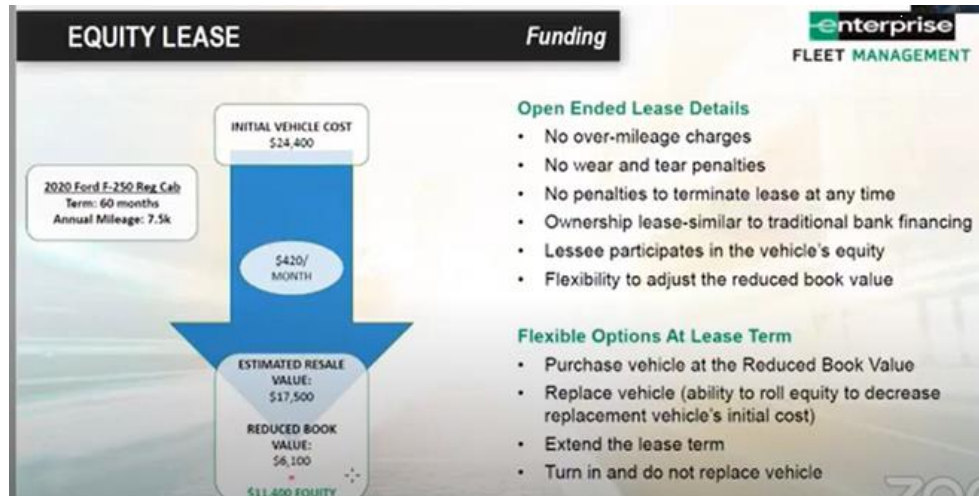 EQUITY LEASE
Funding
enterprise
FLEET MANAGEMENT
INITIAL VEHICLE COST
$24,400
2020 Ford F-250 Reg Cab
Term: 60 months
Annual Mileage: 7.5k
$420/
MONTH
ESTIMATED RESALE
VALUE:
$17,500
REDUCED BOOK
VALUE:
$6,100
$11,400 EQUITY
Open Ended Lease Details
• No over-mileage charges
• No wear and tear penalties
• No penalties to terminate lease at any time
• Ownership lease-similar to traditional bank financing
• Lessee participates in the vehicle's equity
• Flexibility to adjust the reduced book value
Flexible Options At Lease Term
• Purchase vehicle at the Reduced Book Value
• Replace vehicle (ability to roll equity to decrease
replacement vehicle's initial cost)
• Extend the lease term
• Turn in and do not replace vehicle